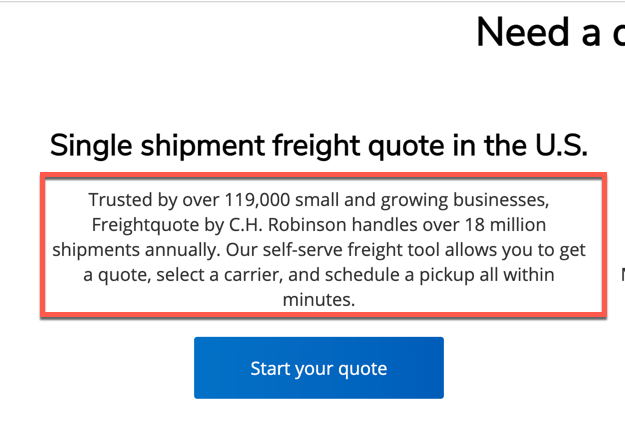 Need a
Single shipment freight quote in the U.S.
Trusted by over 119,000 small and growing businesses,
Freightquote by C.H. Robinson handles over 18 million
shipments annually. Our self-serve freight tool allows you to get
a quote, select a carrier, and schedule a pickup all within
minutes.
Start your quote